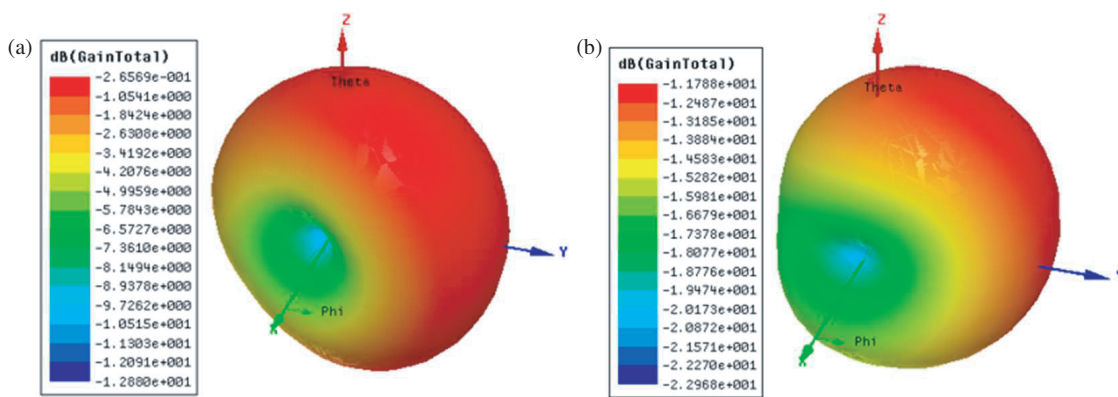 (a)
dB(GainTotal)
-2.6569e-001
-1.0541e+000
-1.8424e+000
-2.6308e+000
-3.4192e+000
-4.2076e+000
-4.9959e+000
-5.7843e+000
-6.5727e+000
-7.3610e+000
-8.1494e+000
-8.9378e+000
-9.7262e+000
-1.0515e+001
-1.1303e+001
-1.2091e+001
-1.2880e+001
Z
Theta
Y
Phi
X
(b)
dB(GainTotal)
-1.1788e+001
-1.2487e+001
-1.3185e+001
-1.3884e+001
-1.4583e+001
-1.5282e+001
-1.5981e+001
-1.6679e+001
-1.7378e+001
-1.8077e+001
-1.8776e+001
-1.9474e+001
-2.0173e+001
-2.0872e+001
-2.1571e+001
-2.2270e+001
-2.2968e+001
Z
Theta
Phi
X